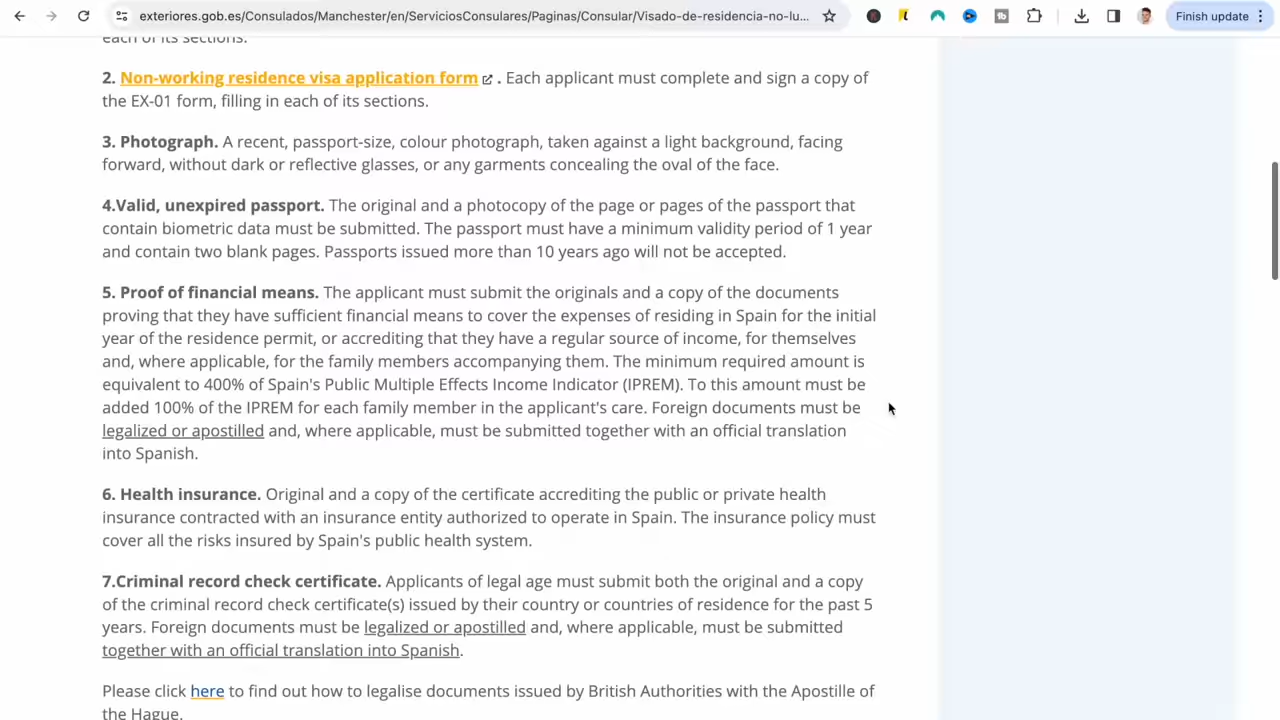 exteriores.gob.es/Consulados/Manchester/en/ServiciosConsulares/Paginas/Consular/Visado-de-residencia-no-lu...
Finish update
each of its sections.
2. Non-working residence visa application form . Each applicant must complete and sign a copy of
the EX-01 form, filling in each of its sections.
3. Photograph. A recent, passport-size, colour photograph, taken against a light background, facing
forward, without dark or reflective glasses, or any garments concealing the oval of the face.
4.Valid, unexpired passport. The original and a photocopy of the page or pages of the passport that
contain biometric data must be submitted. The passport must have a minimum validity period of 1 year
and contain two blank pages. Passports issued more than 10 years ago will not be accepted.
5. Proof of financial means. The applicant must submit the originals and a copy of the documents
proving that they have sufficient financial means to cover the expenses of residing in Spain for the initial
year of the residence permit, or accrediting that they have a regular source of income, for themselves
and, where applicable, for the family members accompanying them. The minimum required amount is
equivalent to 400% of Spain's Public Multiple Effects Income Indicator (IPREM). To this amount must be
added 100% of the IPREM for each family member in the applicant's care. Foreign documents must be
legalized or apostilled and, where applicable, must be submitted together with an official translation
into Spanish.
6. Health insurance. Original and a copy of the certificate accrediting the public or private health
insurance contracted with an insurance entity authorized to operate in Spain. The insurance policy must
cover all the risks insured by Spain's public health system.
7.Criminal record check certificate. Applicants of legal age must submit both the original and a copy
of the criminal record check certificate(s) issued by their country or countries of residence for the past 5
years. Foreign documents must be legalized or apostilled and, where applicable, must be submitted
together with an official translation into Spanish.
Please click here to find out how to legalise documents issued by British Authorities with the Apostille of
the Hague.